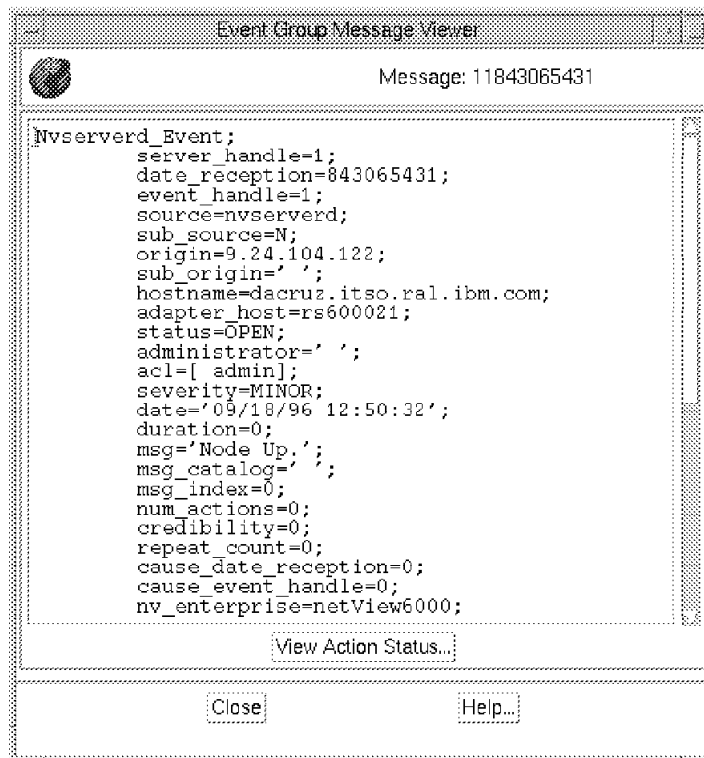 Event Group Message Viewer
Message: 11843065431
Nvserverd_Event;
server_handle=1;
date_reception=843065431;
event_handle=1;
source=nvserverd;
sub_source=N;
origin=9.24.104.122;
sub_origin=' ';
hostname=dacruz.itso.ral.ibm.com;
adapter_host=rs600021;
status=OPEN;
administrator=' ';
acl=[ admin];
severity=MINOR;
date='09/18/96 12:50:32';
duration=0;
msg='Node Up.';
msg_catalog=' ';
msg_index=0;
num_actions=0;
credibility=0;
repeat_count=0;
cause_date_reception=0;
cause_event_handle=0;
nv_enterprise=netView6000;
View Action Status...
Close Help...